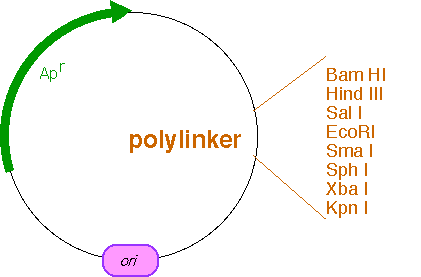 Ap^r
polylinker
Bam HI
Hind III
Sal I
EcoRI
Sma I
Sph I
Xba I
Kpn I
ori